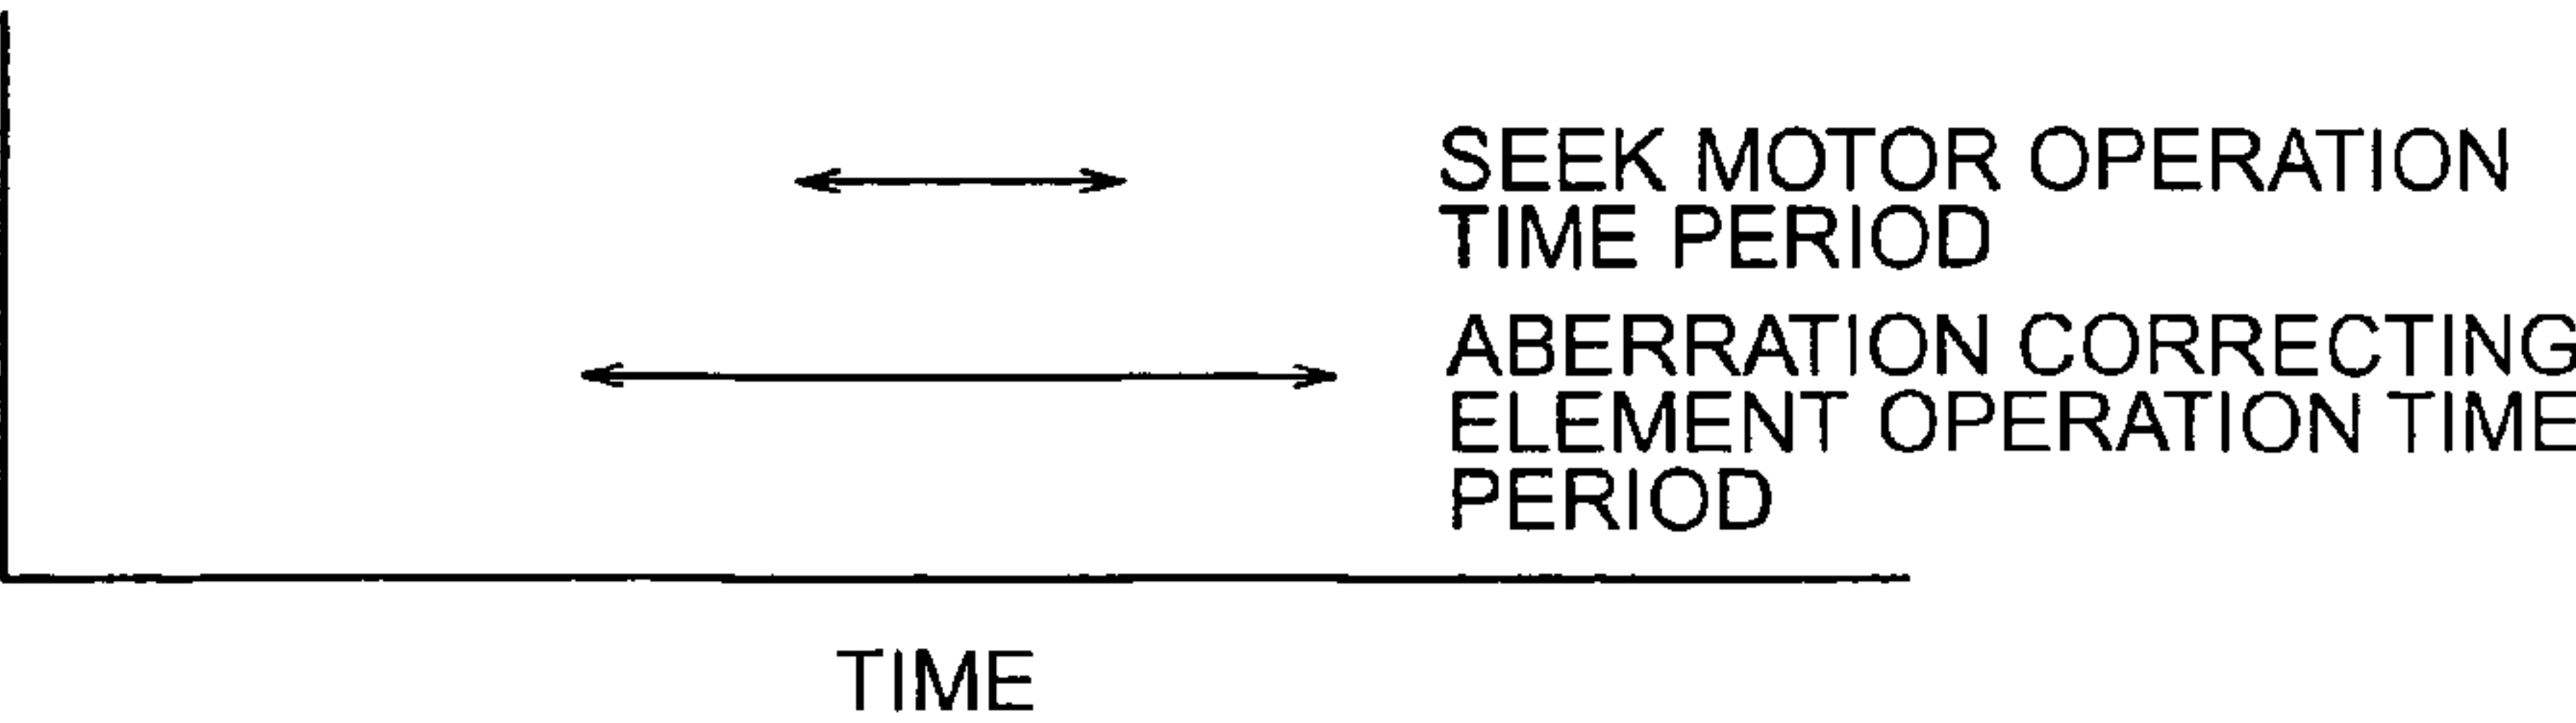 SEEK MOTOR OPERATION
TIME PERIOD
ABERRATION CORRECTING
ELEMENT OPERATION TIME
PERIOD
TIME